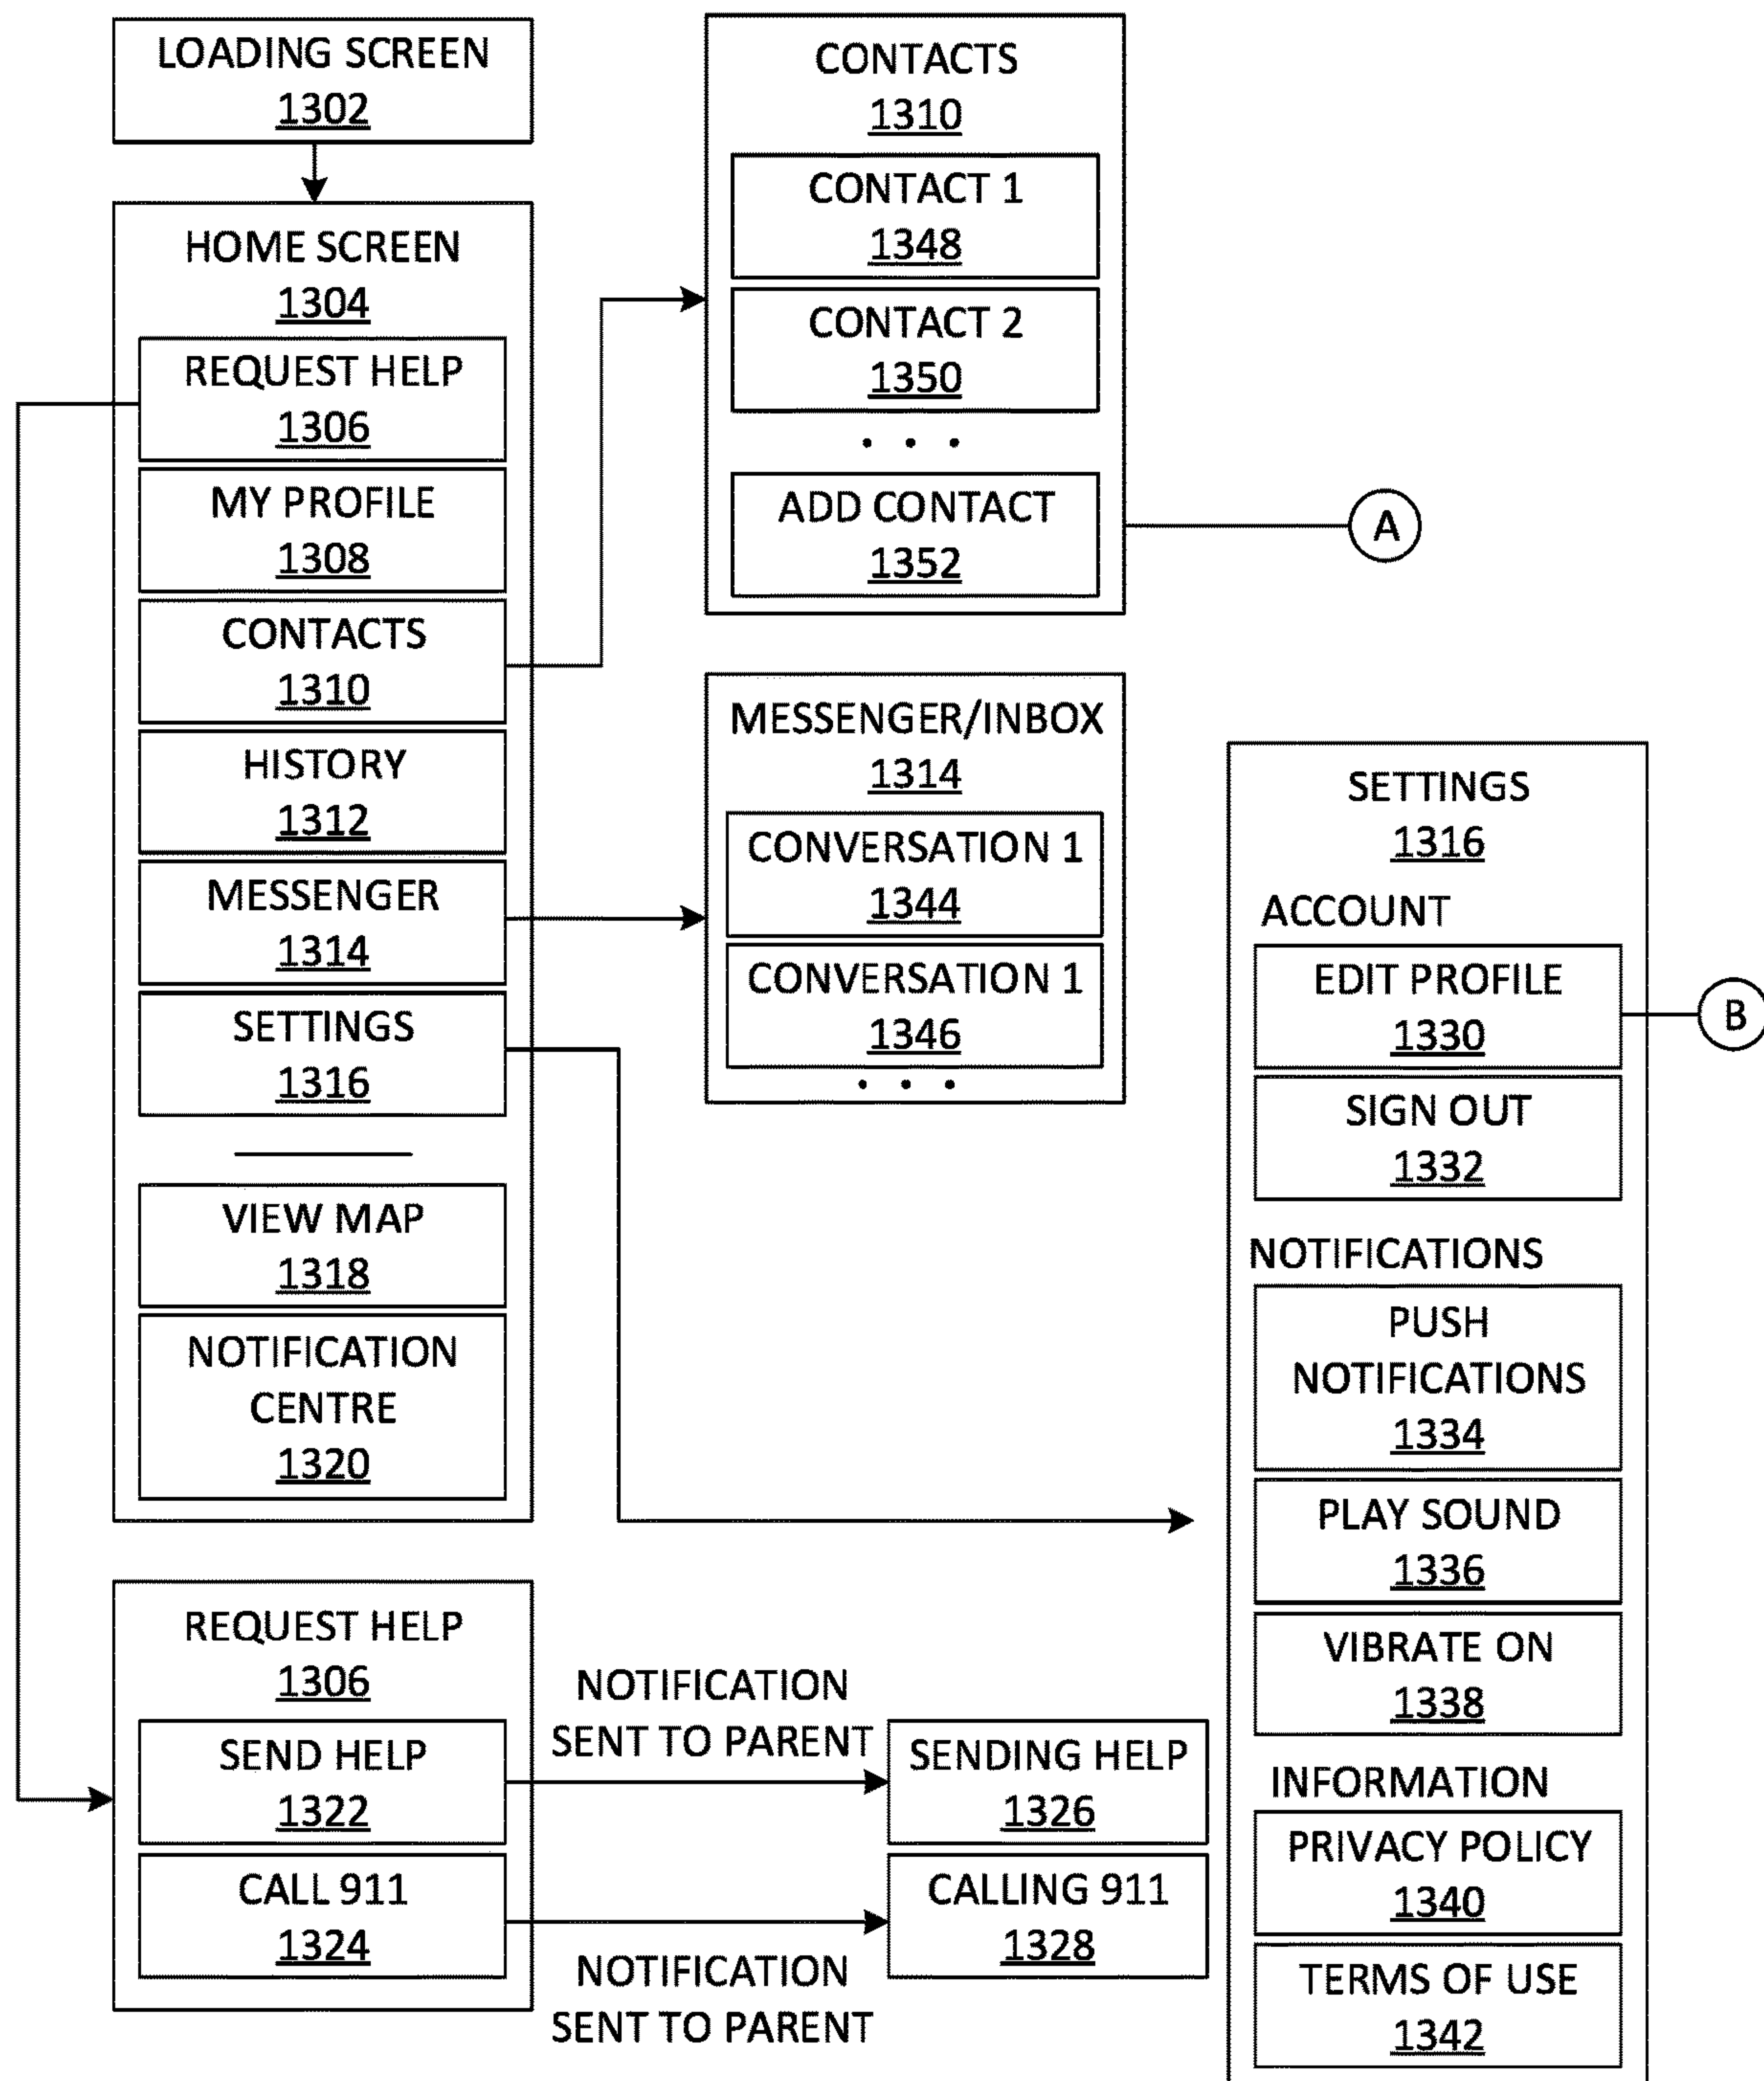 LOADING SCREEN
1302
HOME SCREEN
1304
REQUEST HELP
1306
MY PROFILE
1308
CONTACTS
1310
HISTORY
1312
MESSENGER
1314
SETTINGS
1316
VIEW MAP
1318
NOTIFICATION
CENTRE
1320
REQUEST HELP
1306
SEND HELP
1322
CALL 911
1324
NOTIFICATION
SENT TO PARENT
NOTIFICATION
SENT TO PARENT
SENDING HELP
1326
CALLING 911
1328
CONTACTS
1310
CONTACT 1
1348
CONTACT 2
1350
. . .
ADD CONTACT
1352
A
MESSENGER/INBOX
1314
CONVERSATION 1
1344
CONVERSATION 1
1346
. . .
SETTINGS
1316
ACCOUNT
EDIT PROFILE
1330
B
SIGN OUT
1332
NOTIFICATIONS
PUSH
NOTIFICATIONS
1334
PLAY SOUND
1336
VIBRATE ON
1338
INFORMATION
PRIVACY POLICY
1340
TERMS OF USE
1342